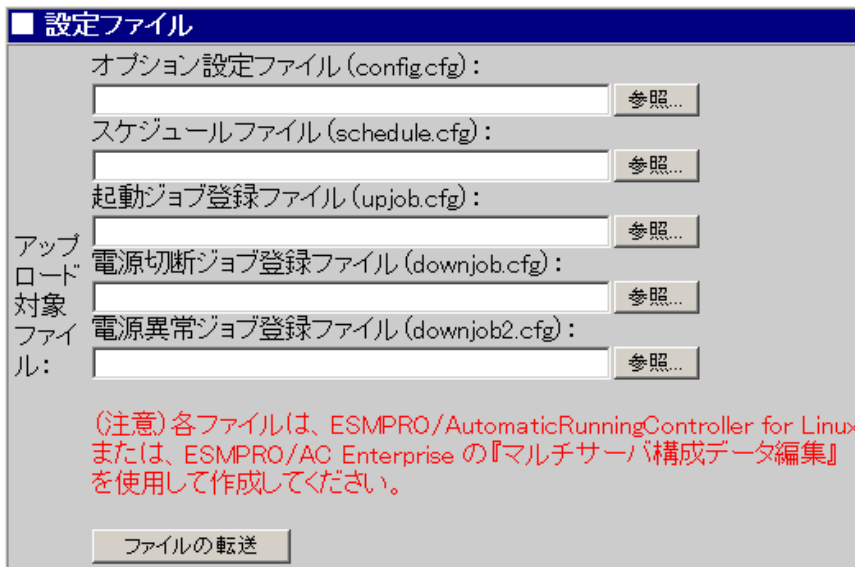 ■ 設定ファイル
オプション設定ファイル(config.cfg):
参照...
スケジュールファイル(schedule.cfg):
参照...
起動ジョブ登録ファイル(upjob.cfg):
参照...
アップ
ロード
対象
ファイ
ル:
電源切断ジョブ登録ファイル(downjob.cfg):
参照...
電源異常ジョブ登録ファイル(downjob2.cfg):
参照...
(注意)各ファイルは、ESMPRO/AutomaticRunningController for Linux
または、ESMPRO/AC Enterprise の『マルチサーバ構成データ編集』
を使用して作成してください。
ファイルの転送